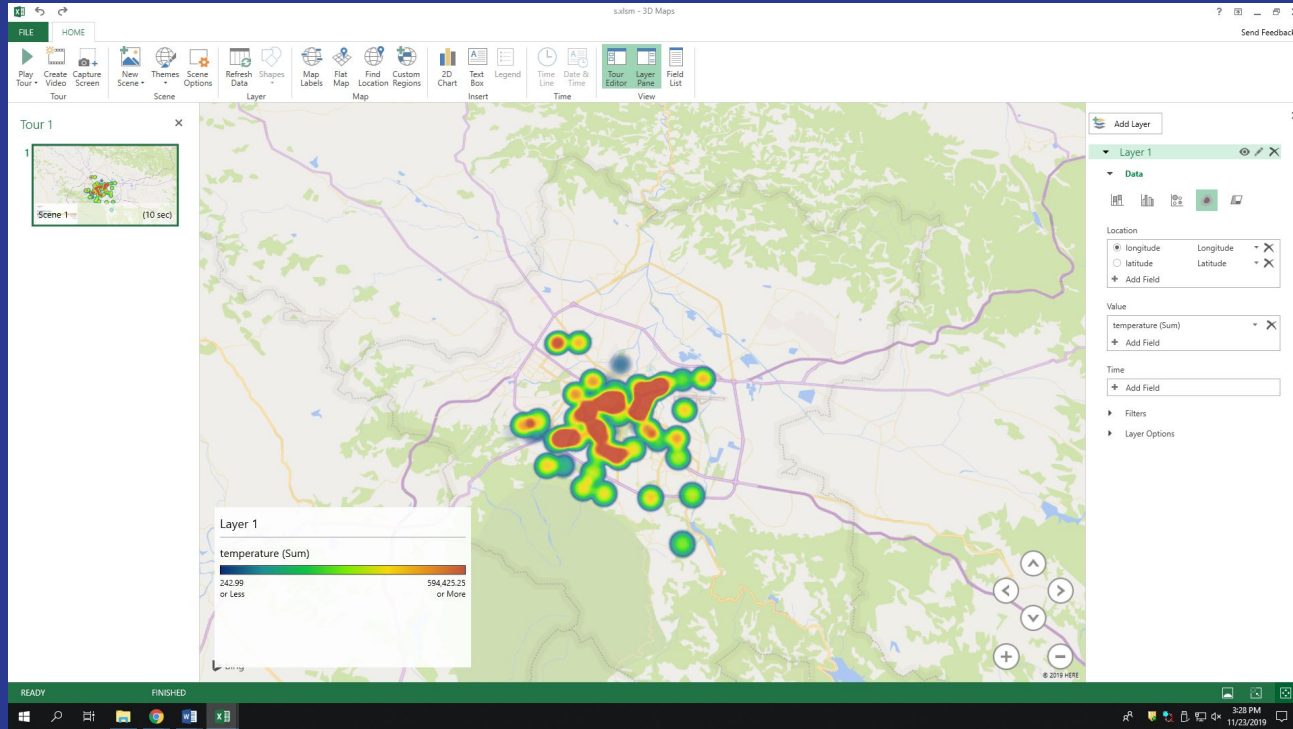 s.xlsm - 3D Maps
?
FILE HOME
Send Feedback
Play Tour
Create Video
Capture Screen
New Scene
Themes
Scene Options
Refresh Data
Shapes
Map Labels
Flat Map
Find Location
Custom Regions
2D Chart
Text Box
Legend
Time Line
Date & Time
Tour Editor
Layer Pane
Field List
Tour Scene Layer Map Insert Time View
Tour 1
1
Scene 1 (10 sec)
Layer 1
temperature (Sum)
242.99 594,425.25
or Less or More
bing
© 2019 HERE
Add Layer
Layer 1
Data
Location
longitude Longitude
latitude Latitude
+ Add Field
Value
temperature (Sum)
+ Add Field
Time
+ Add Field
Filters
Layer Options
READY FINISHED
3:28 PM
11/23/2019